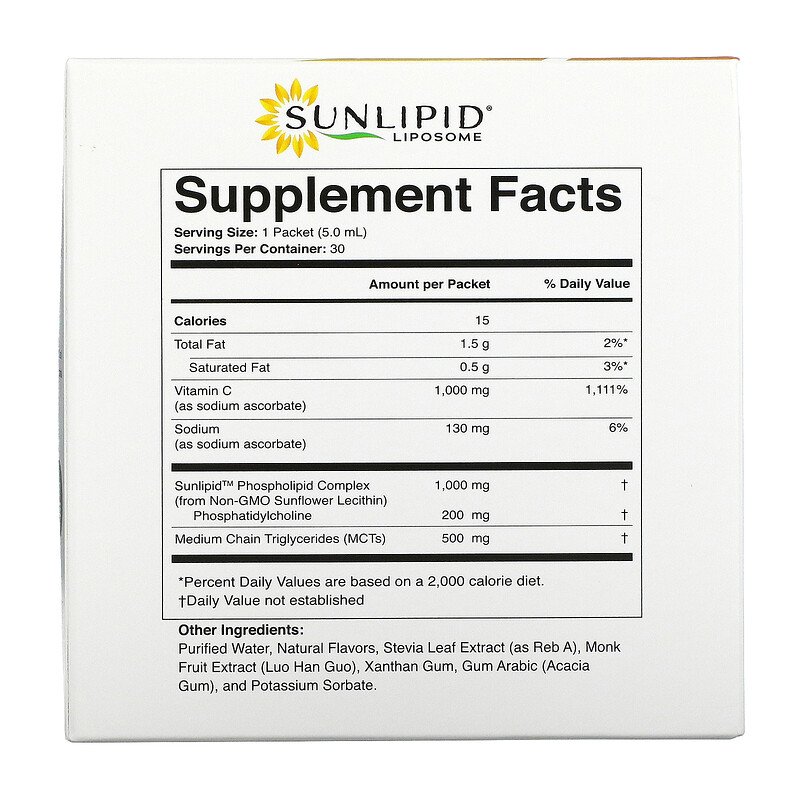 SUNLIPID®
LIPOSOME
Supplement Facts
Serving Size: 1 Packet (5.0 mL)
Servings Per Container: 30
Amount per Packet % Daily Value
Calories 15
Total Fat 1.5 g 2%*
Saturated Fat 0.5 g 3%*
Vitamin C 1,000 mg 1,111%
(as sodium ascorbate)
Sodium 130 mg 6%
(as sodium ascorbate)
Sunlipid™ Phospholipid Complex 1,000 mg †
(from Non-GMO Sunflower Lecithin)
Phosphatidylcholine 200 mg †
Medium Chain Triglycerides (MCTs) 500 mg †
*Percent Daily Values are based on a 2,000 calorie diet.
†Daily Value not established
Other Ingredients:
Purified Water, Natural Flavors, Stevia Leaf Extract (as Reb A), Monk
Fruit Extract (Luo Han Guo), Xanthan Gum, Gum Arabic (Acacia
Gum), and Potassium Sorbate.